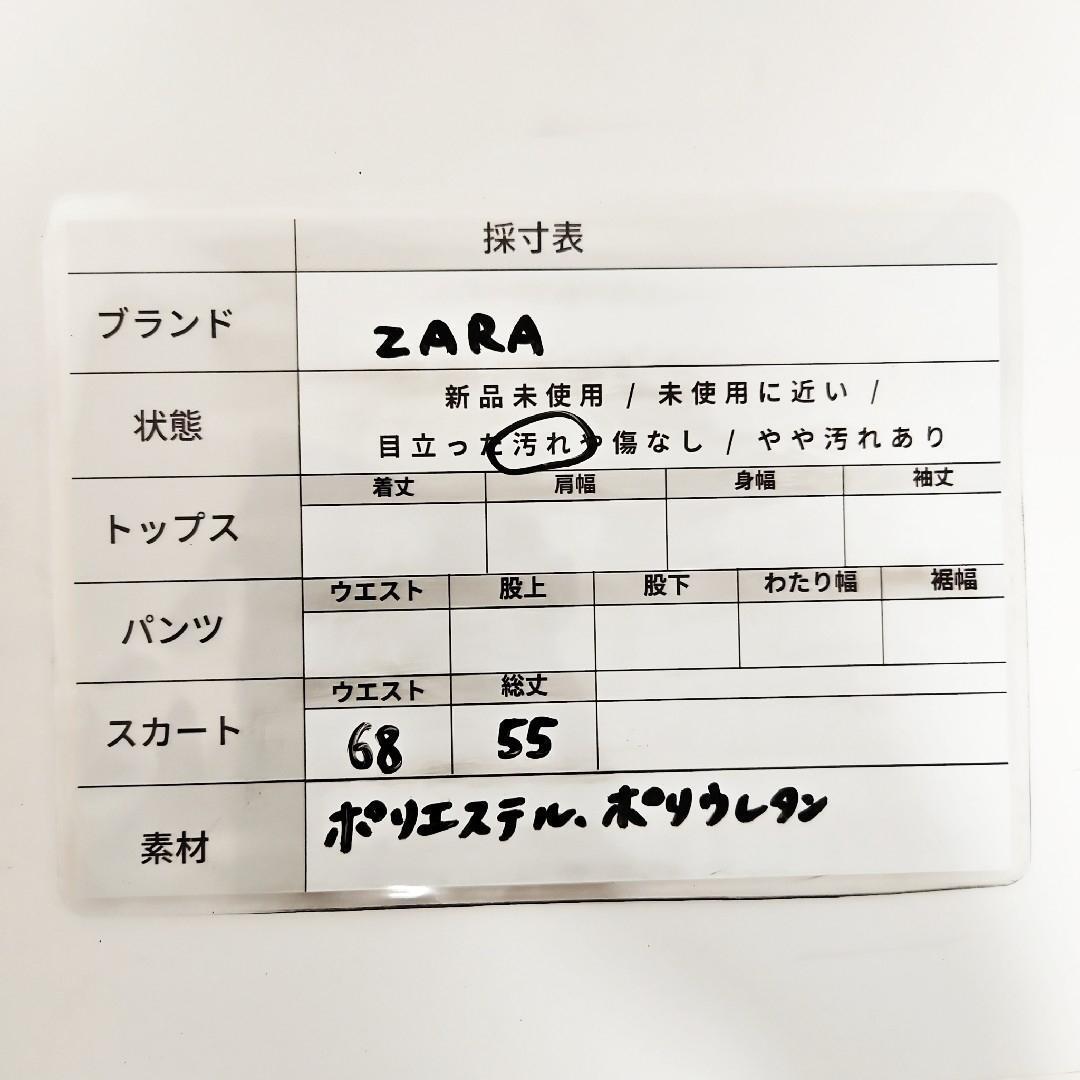 採寸表
ブランド
ZARA
状態
新品未使用 / 未使用に近い /
目立った汚れや傷なし / やや汚れあり
トップス
着丈 肩幅 身幅 袖丈
パンツ
ウエスト 股上 股下 わたり幅 裾幅
スカート
ウエスト 総丈
68 55
素材
ポリエステル、ポリウレタン